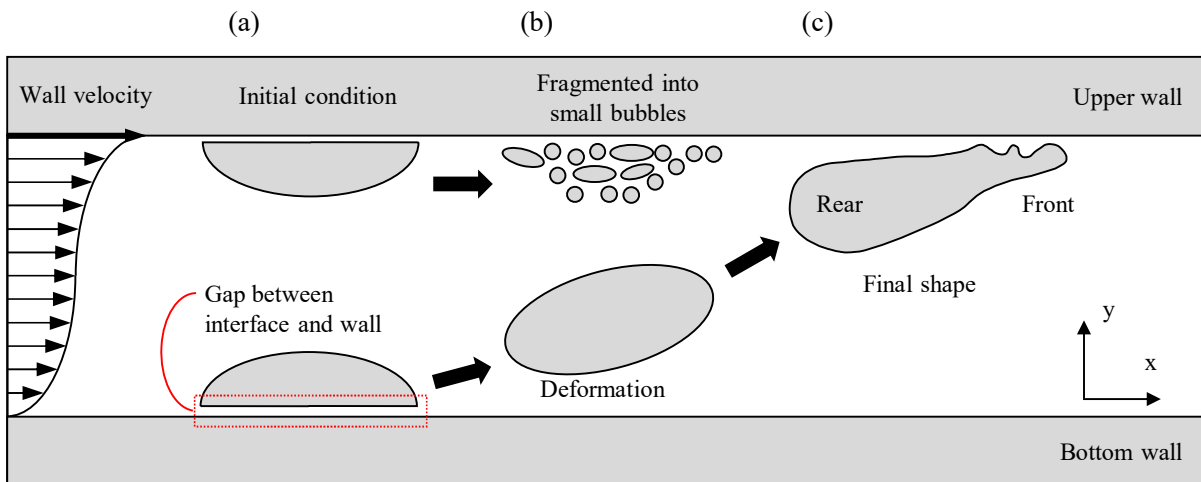 (a)
(b)
(c)
Wall velocity
Initial condition
Fragmented into
small bubbles
Upper wall
Rear
Front
Final shape
Gap between
interface and wall
Deformation
y
x
Bottom wall